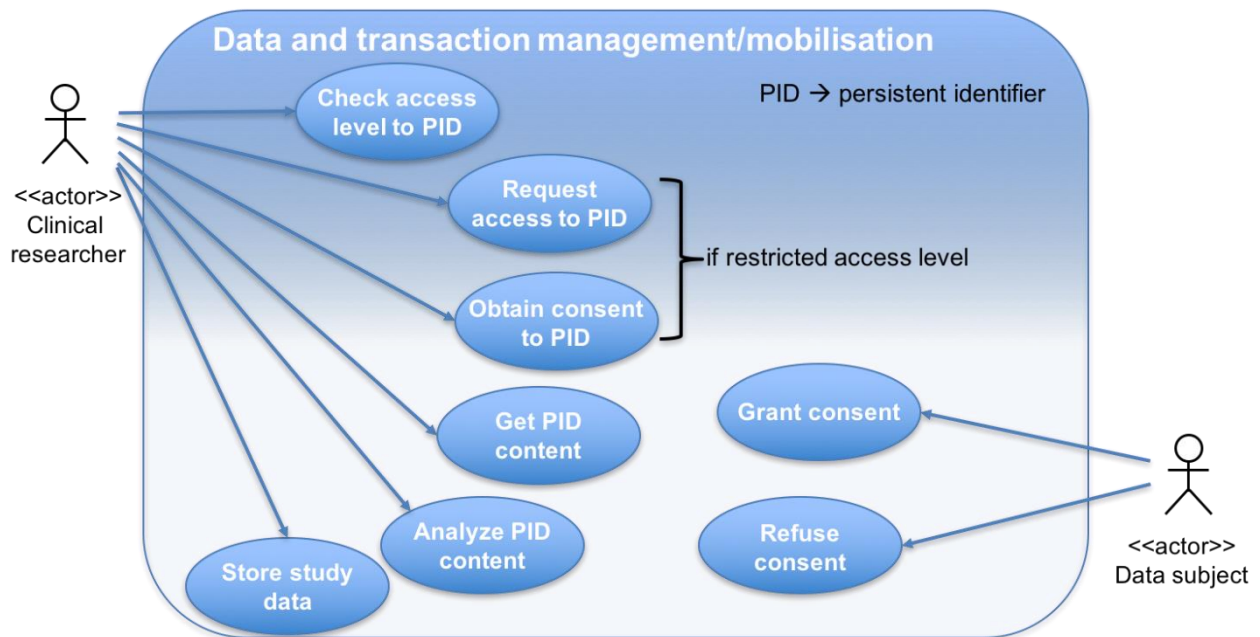 Data and transaction management/mobilisation
PID → persistent identifier
Check access
level to PID
<<actor>>
Clinical
researcher
Request
access to PID
if restricted access level
Obtain consent
to PID
Get PID
content
Grant consent
Analyze PID
content
Refuse
consent
Store study
data
<<actor>>
Data subject